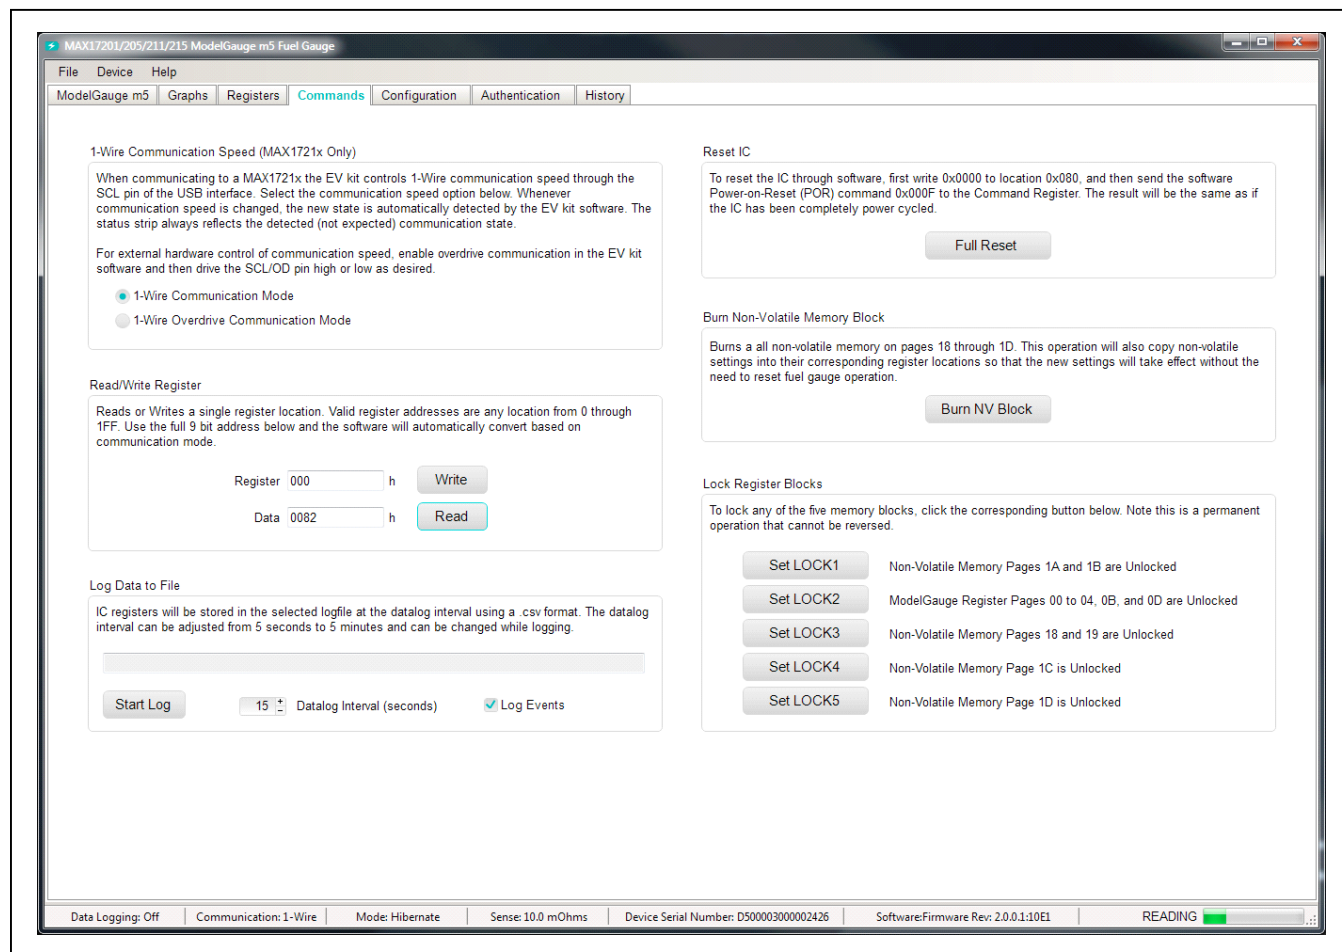 MAX17201/205/211/215 ModelGauge m5 Fuel Gauge
File Device Help
ModelGauge m5 Graphs Registers Commands Configuration Authentication History
1-Wire Communication Speed (MAX1721x Only)
When communicating to a MAX1721x the EV kit controls 1-Wire communication speed through the
SCL pin of the USB interface. Select the communication speed option below. Whenever
communication speed is changed, the new state is automatically detected by the EV kit software. The
status strip always reflects the detected (not expected) communication state.
For external hardware control of communication speed, enable overdrive communication in the EV kit
software and then drive the SCL/OD pin high or low as desired.
1-Wire Communication Mode
1-Wire Overdrive Communication Mode
Read/Write Register
Reads or Writes a single register location. Valid register addresses are any location from 0 through
1FF. Use the full 9 bit address below and the software will automatically convert based on
communication mode.
Register 000 h Write
Data 0082 h Read
Log Data to File
IC registers will be stored in the selected logfile at the datalog interval using a .csv format. The datalog
interval can be adjusted from 5 seconds to 5 minutes and can be changed while logging.
Start Log 15 Datalog Interval (seconds) Log Events
Reset IC
To reset the IC through software, first write 0x0000 to location 0x080, and then send the software
Power-on-Reset (POR) command 0x000F to the Command Register. The result will be the same as if
the IC has been completely power cycled.
Full Reset
Burn Non-Volatile Memory Block
Burns a all non-volatile memory on pages 18 through 1D. This operation will also copy non-volatile
settings into their corresponding register locations so that the new settings will take effect without the
need to reset fuel gauge operation.
Burn NV Block
Lock Register Blocks
To lock any of the five memory blocks, click the corresponding button below. Note this is a permanent
operation that cannot be reversed.
Set LOCK1 Non-Volatile Memory Pages 1A and 1B are Unlocked
Set LOCK2 ModelGauge Register Pages 00 to 04, 0B, and 0D are Unlocked
Set LOCK3 Non-Volatile Memory Pages 18 and 19 are Unlocked
Set LOCK4 Non-Volatile Memory Page 1C is Unlocked
Set LOCK5 Non-Volatile Memory Page 1D is Unlocked
Data Logging: Off Communication: 1-Wire Mode: Hibernate Sense: 10.0 mOhms Device Serial Number: D500003000002426 Software:Firmware Rev: 2.0.0.1:10E1 READING